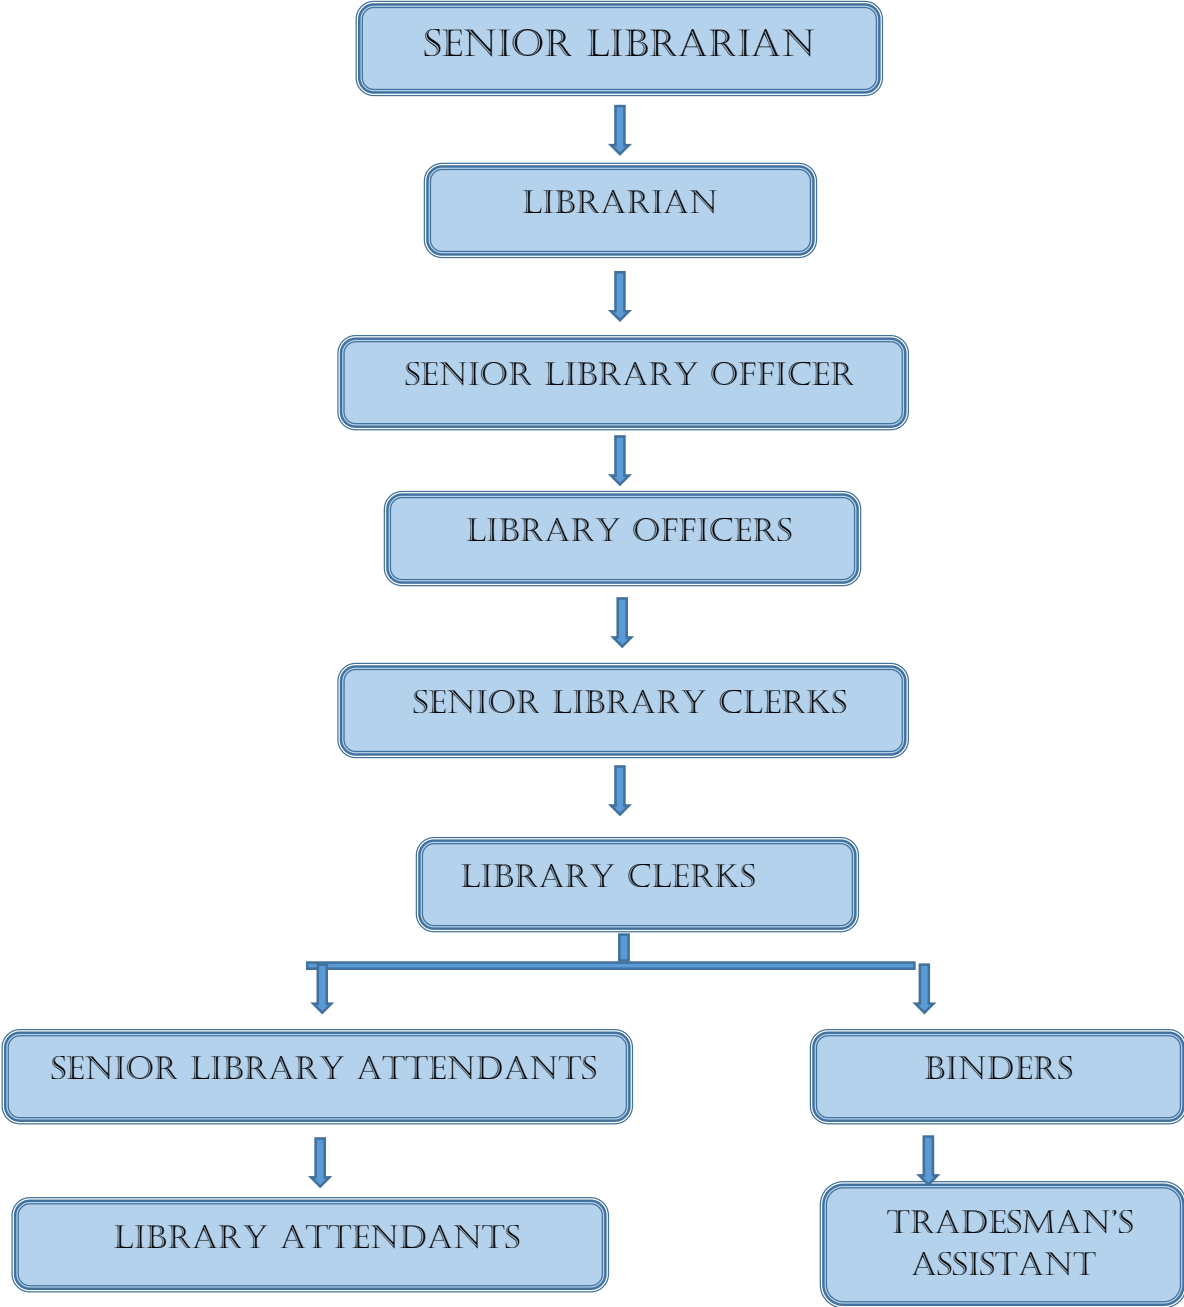 SENIOR LIBRARIAN
LIBRARIAN
SENIOR LIBRARY OFFICER
LIBRARY OFFICERS
SENIOR LIBRARY CLERKS
LIBRARY CLERKS
SENIOR LIBRARY ATTENDANTS
BINDERS
LIBRARY ATTENDANTS
TRADESMAN’S
ASSISTANT